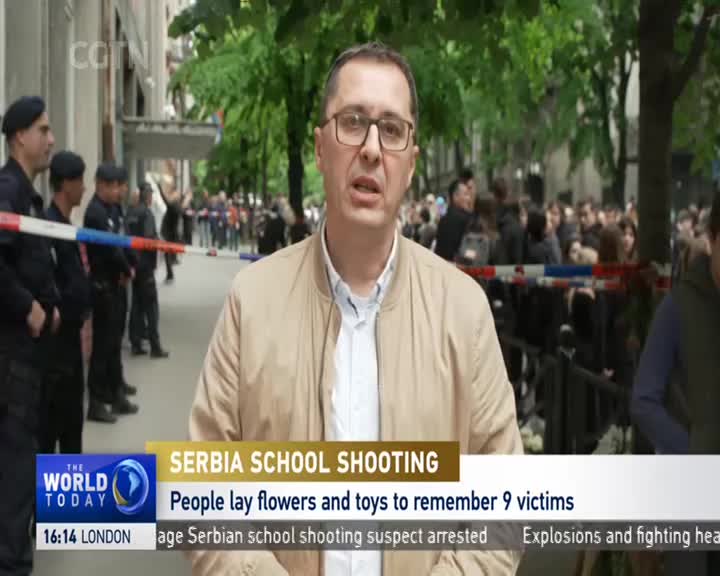 CGTN
SERBIA SCHOOL SHOOTING
People lay flowers and toys to remember 9 victims
THE WORLD TODAY
16:14 LONDON
age Serbian school shooting suspect arrested Explosions and fighting hea